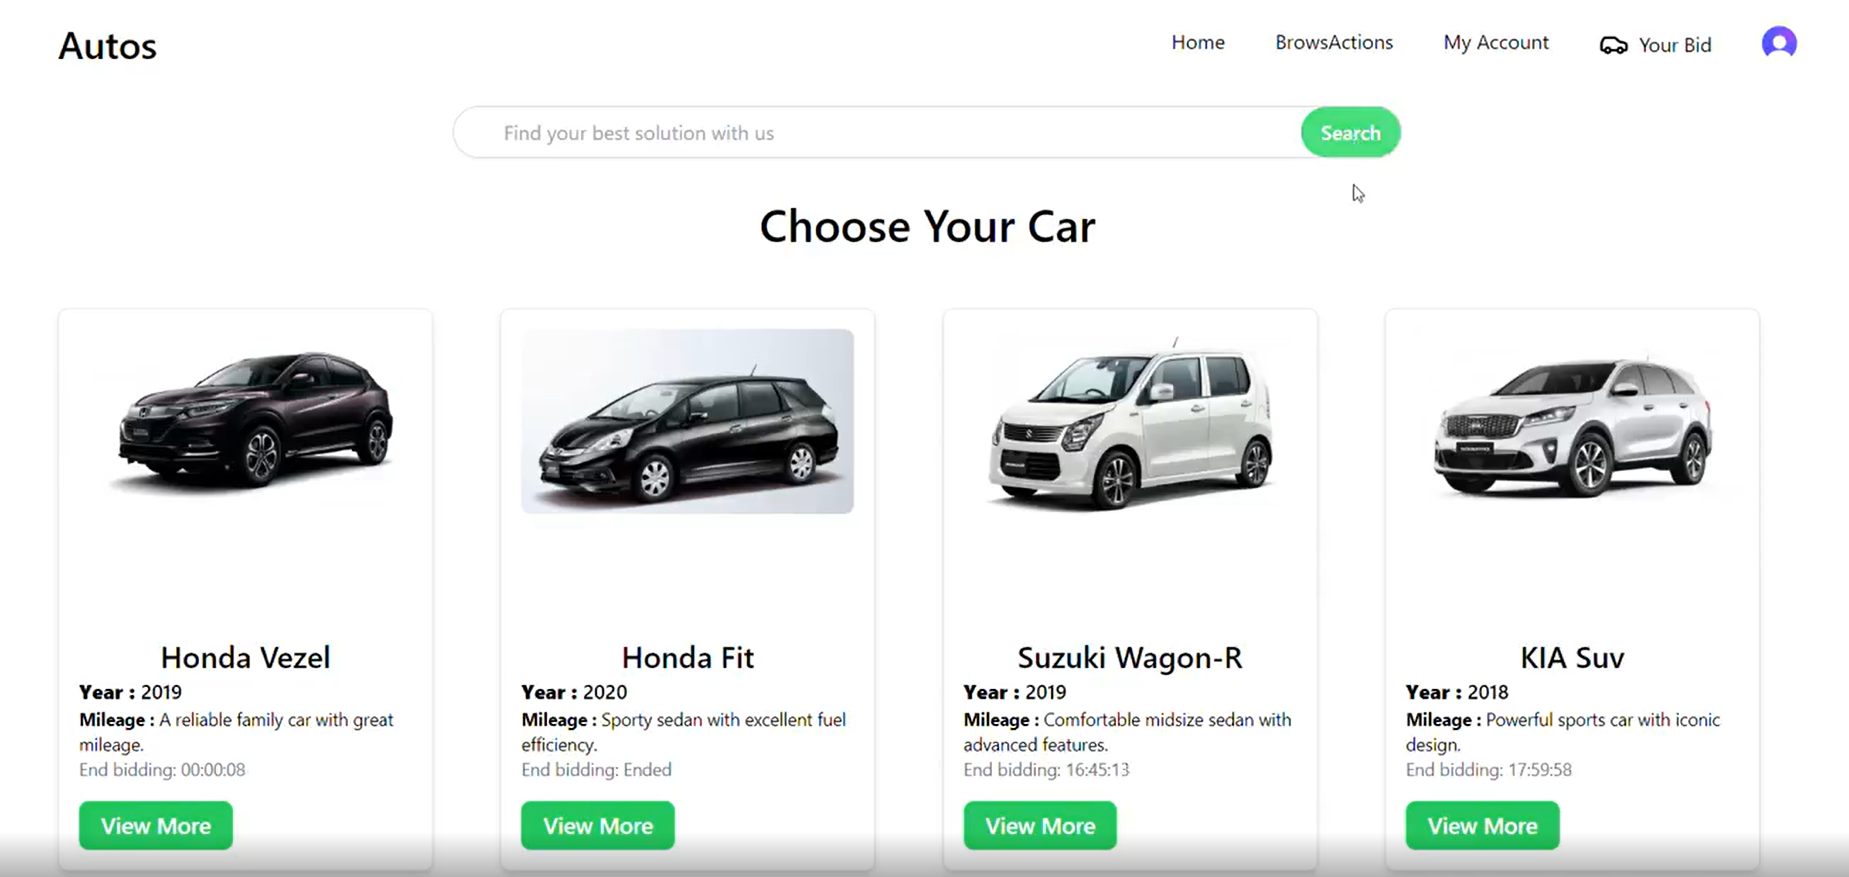 Autos
Home BrowsActions My Account Your Bid
Find your best solution with us Search
Choose Your Car
Honda Vezel
Year : 2019
Mileage : A reliable family car with great
mileage.
End bidding: 00:00:08
View More
Honda Fit
Year : 2020
Mileage : Sporty sedan with excellent fuel
efficiency.
End bidding: Ended
View More
Suzuki Wagon-R
Year : 2019
Mileage : Comfortable midsize sedan with
advanced features.
End bidding: 16:45:13
View More
KIA Suv
Year : 2018
Mileage : Powerful sports car with iconic
design.
End bidding: 17:59:58
View More